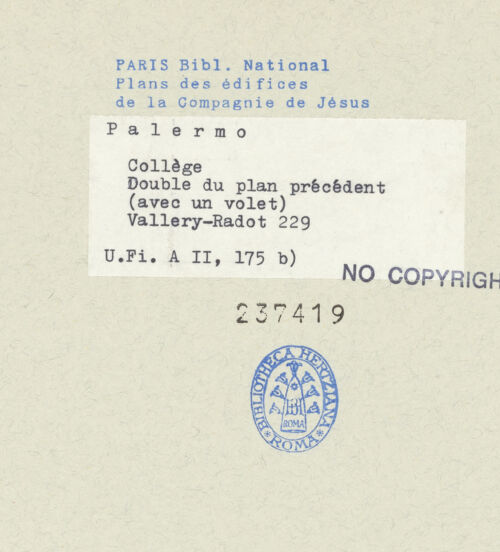 PARIS Bibl. National
Plans des édifices
de la Compagnie de Jésus
Palermo
Collège
Double du plan précédent
(avec un volet)
Vallery-Radot 229
U.Fi. A II, 175 b)
NO COPYRIGH
237419
BIBLIOTHECA HERTZIANA
BH
ROMA
*ROMA*